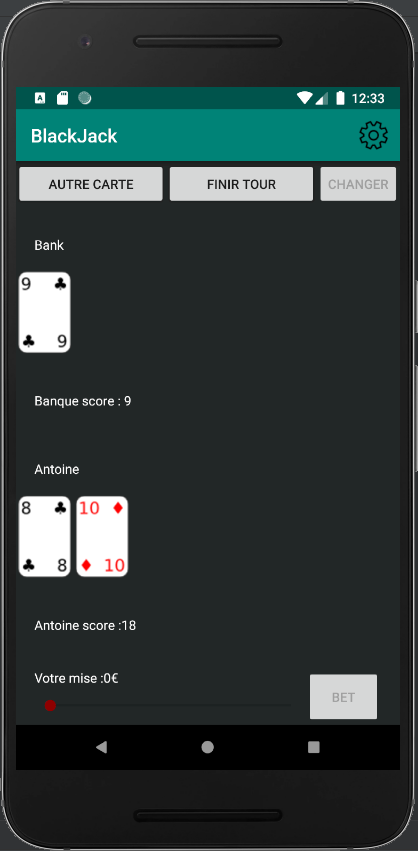 12:33
BlackJack
AUTRE CARTE FINIR TOUR CHANGER
Bank
9 ♣
♣ 9
Banque score : 9
Antoine
8 ♣ 10 ♦
♣ 8 ♦ 10
Antoine score :18
Votre mise :0€
BET